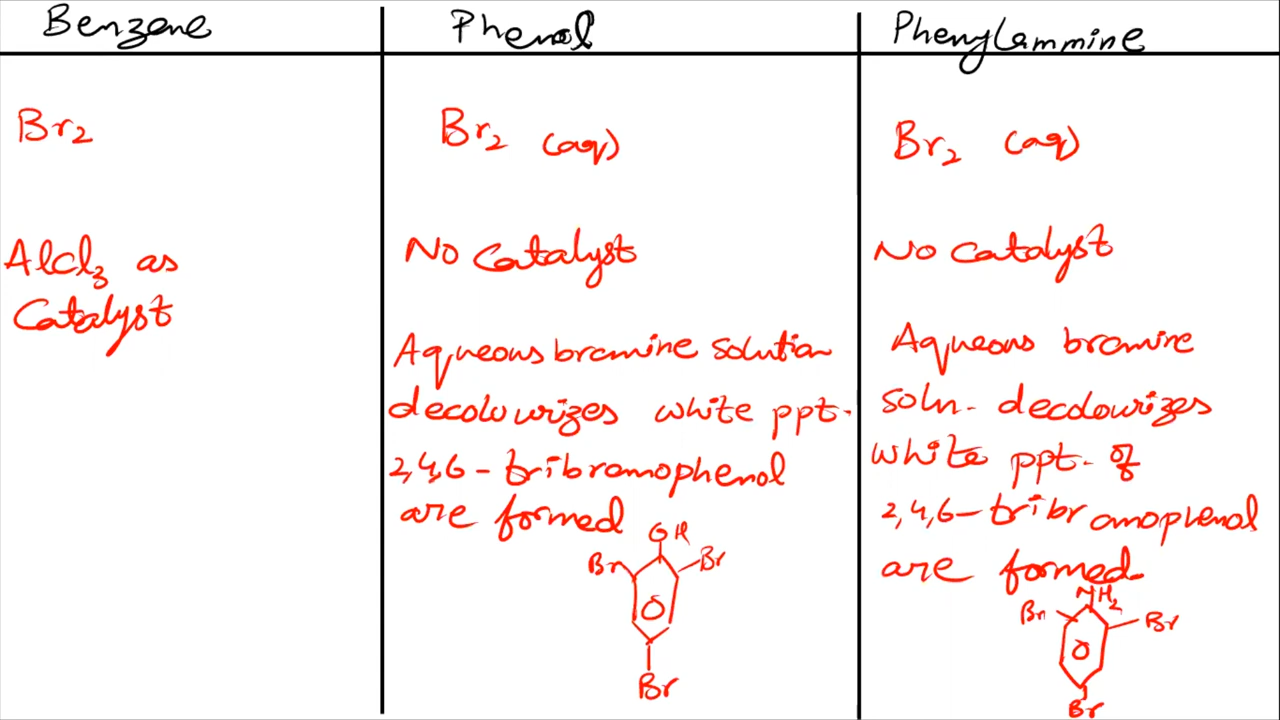 Benzene
Br2
AlCl3 as
Catalyst
Phenol
Br2 (aq)
No Catalyst
Aqueous bromine solution
decolourizes white ppt.
2,4,6-tribromophenol
are formed
OH
Br
Br
Br
Phenylammine
Br2 (aq)
No Catalyst
Aqueous bromine
soln. decolourizes
white ppt. of
2,4,6-tribromophenol
are formed.
NH2
Br
Br
Br